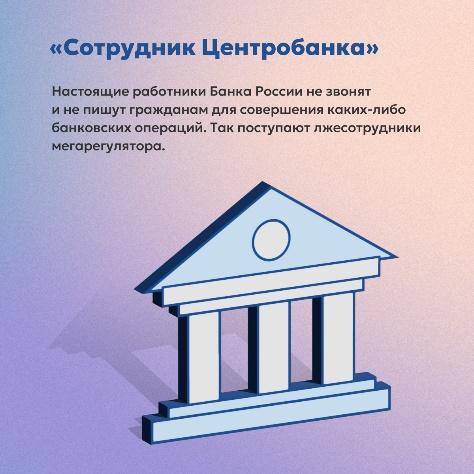 «Сотрудник Центробанка»
Настоящие работники Банка России не звонят
и не пишут гражданам для совершения каких-либо
банковских операций. Так поступают лжесотрудники
мегарегулятора.